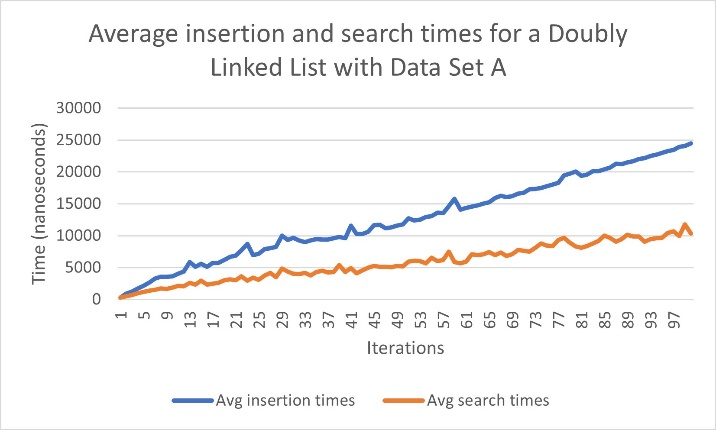 Average insertion and search times for a Doubly
Linked List with Data Set A
Time (nanoseconds)
30000
25000
20000
15000
10000
5000
0
1 5 9 13 17 21 25 29 33 37 41 45 49 53 57 61 65 69 73 77 81 85 89 93 97
Iterations
Avg insertion times Avg search times